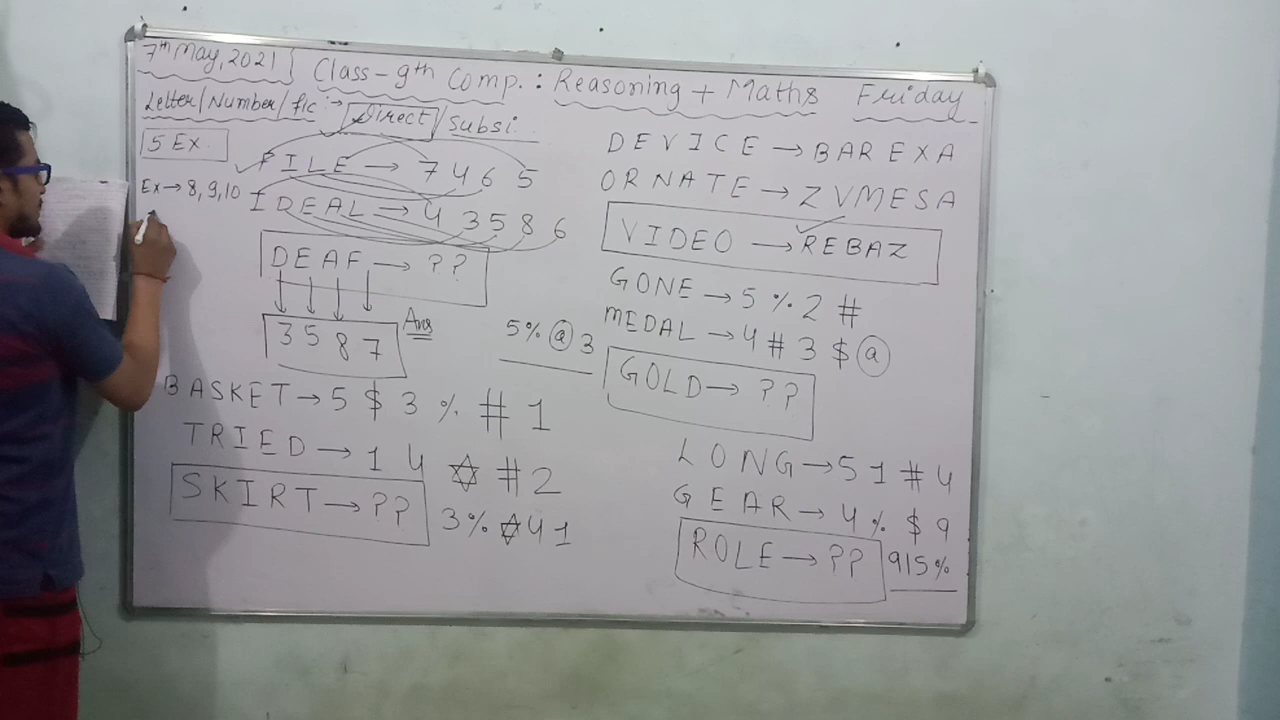 7th May, 2021 } Class - 9th Comp. : Reasoning + Maths Friday
Letter/Number/fic :→ Direct / Subsi.
5 Ex.
Ex → 8, 9, 10
FILE → 7 4 6 5
IDEAL → 4 3 5 8 6
DEAF → ??
3 5 8 7 Ans
BASKET → 5 $ 3 % # 1
TRIED → 1 4 ✡ # 2
SKIRT → ?? 3 % ✡ 4 1
DEVICE → BAREXA
ORNATE → ZVMESA
VIDEO → REBAZ
GONE → 5 % 2 #
MEDAL → 4 # 3 $ @
5 % @ 3
GOLD → ??
LONG → 5 1 # 4
GEAR → 4 % $ 9
ROLE → ?? 9 1 5 %